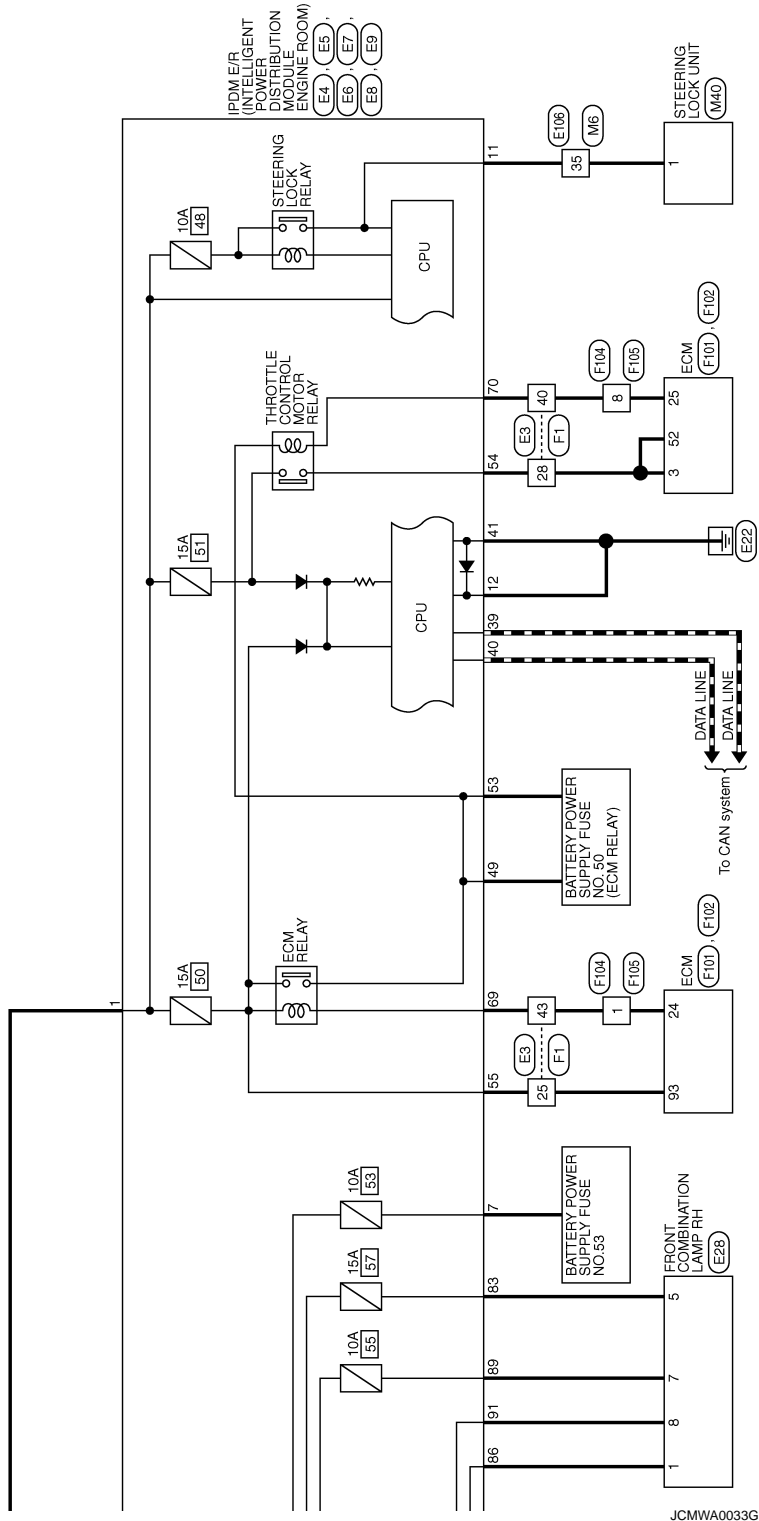 IPDM E/R
(INTELLIGENT
POWER
DISTRIBUTION
MODULE
ENGINE ROOM)
E4 , E5 ,
E6 , E7 ,
E8 , E9
1
10A
48
STEERING
LOCK
RELAY
CPU
15A
51
THROTTLE
CONTROL
MOTOR
RELAY
CPU
15A
50
ECM
RELAY
10A
53
15A
57
10A
55
11
70
54
41
12
39
40
53
49
69
55
7
83
89
91
86
E106
35
M6
1
STEERING
LOCK UNIT
M40
E3
40
28
F1
F104
8
F105
25
52
3
ECM
F101 , F102
E22
DATA LINE
DATA LINE
To CAN system
BATTERY POWER
SUPPLY FUSE
NO. 50
(ECM RELAY)
E3
43
25
F1
F104
1
F105
24
93
ECM
F101 , F102
BATTERY POWER
SUPPLY FUSE
NO.53
5
7
8
1
FRONT
COMBINATION
LAMP RH
E28
JCMWA0033G